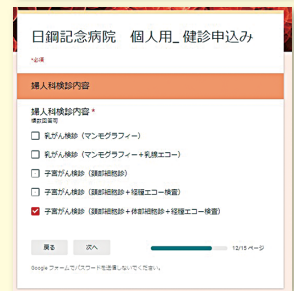 日鋼記念病院　個人用_健診申込み
*必須
婦人科検診内容
婦人科検診内容 *
複数回答可
乳がん検診（マンモグラフィー）
乳がん検診（マンモグラフィー＋乳腺エコー）
子宮がん検診（頚部細胞診）
子宮がん検診（頚部細胞診＋経膣エコー検査）
子宮がん検診（頚部細胞診＋体部細胞診＋経膣エコー検査）
戻る　次へ　12/15 ページ
Google フォームでパスワードを送信しないでください。